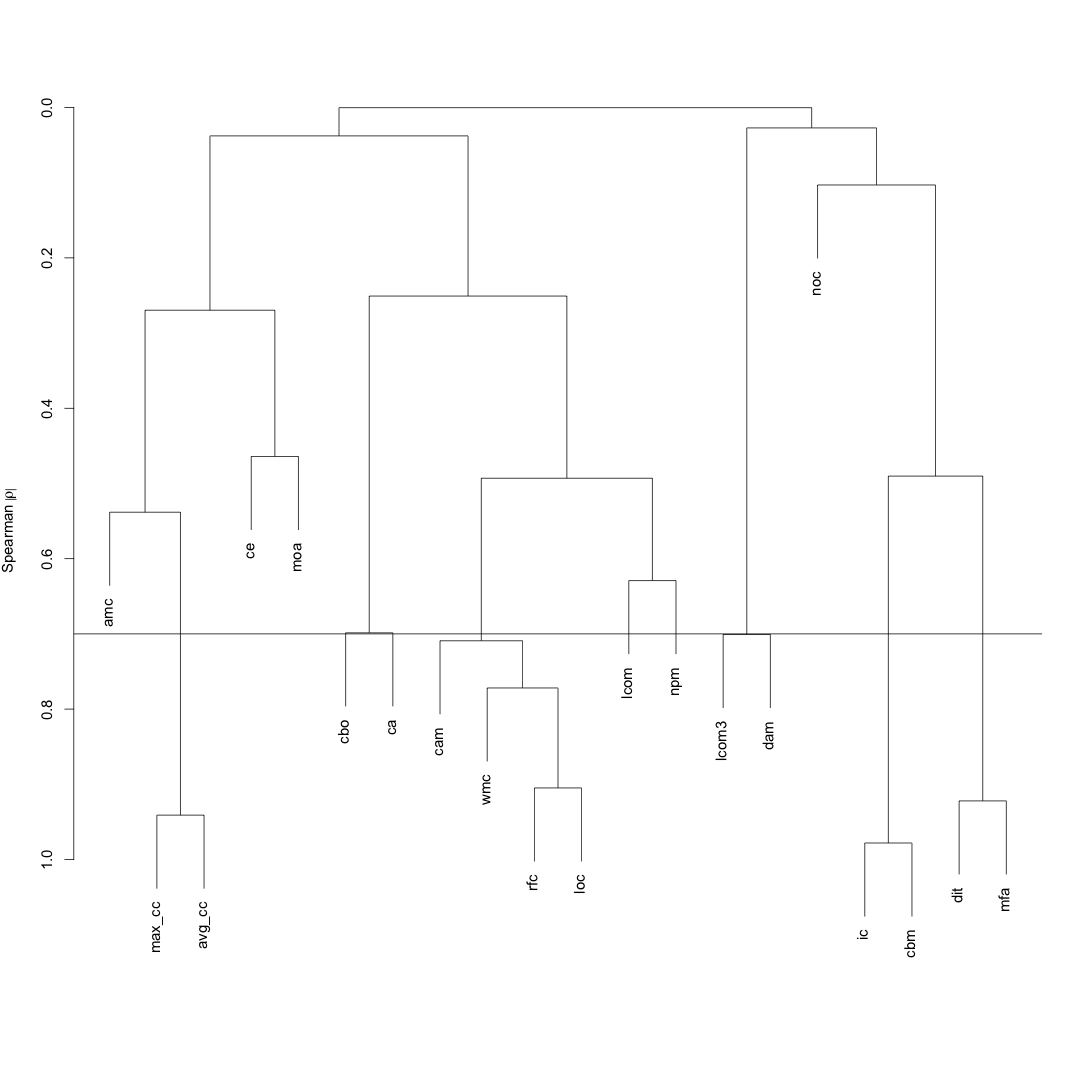 Spearman |ρ|
0.0
0.2
0.4
0.6
0.8
1.0
amc
max_cc
avg_cc
ce
moa
cbo
ca
cam
wmc
rfc
loc
lcom
npm
lcom3
dam
noc
ic
cbm
dit
mfa